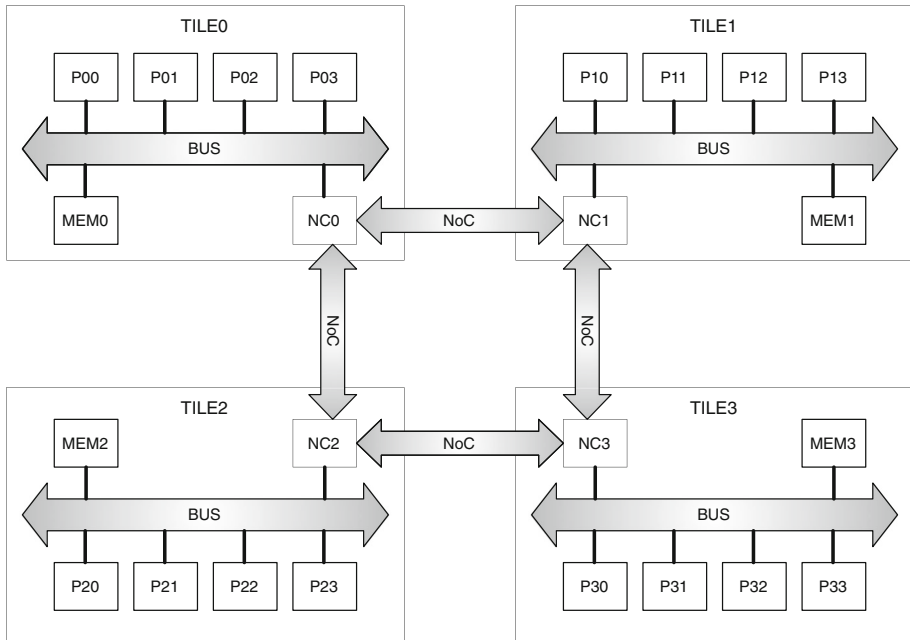 TILE0
TILE1
P00 P01 P02 P03
P10 P11 P12 P13
BUS
BUS
MEM0
NC0
NoC
NC1
MEM1
NoC
NoC
TILE2
TILE3
MEM2
NC2
NoC
NC3
MEM3
BUS
BUS
P20 P21 P22 P23
P30 P31 P32 P33